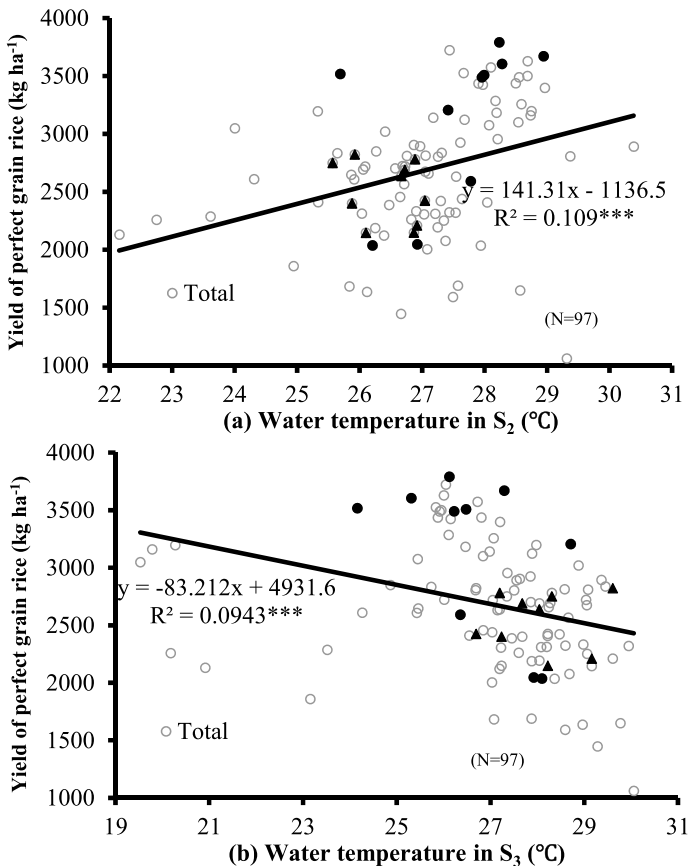 Yield of perfect grain rice (kg ha⁻¹)
4000
3500
3000
2500
2000
1500
1000
y = 141.31x - 1136.5
R² = 0.109***
Total
(N=97)
22 23 24 25 26 27 28 29 30 31
(a) Water temperature in S₂ (℃)
Yield of perfect grain rice (kg ha⁻¹)
4000
3500
3000
2500
2000
1500
1000
y = -83.212x + 4931.6
R² = 0.0943***
Total
(N=97)
19 21 23 25 27 29 31
(b) Water temperature in S₃ (℃)